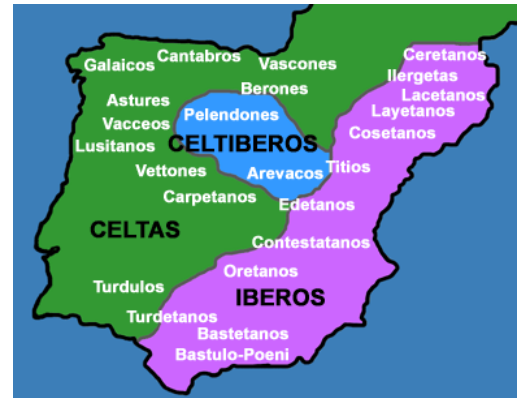 Ceretanos
Cantabros
Galaicos
Vascones
Ilergetas
Berones
Lacetanos
Astures
Pelendones
Layetanos
Vacceos
Cosetanos
Lusitanos
CELTIBEROS
Vettones
Arevacos
Titios
Carpetanos
Edetanos
CELTAS
Contestatanos
Oretanos
Turdulos
IBEROS
Turdetanos
Bastetanos
Bastulo-Poeni